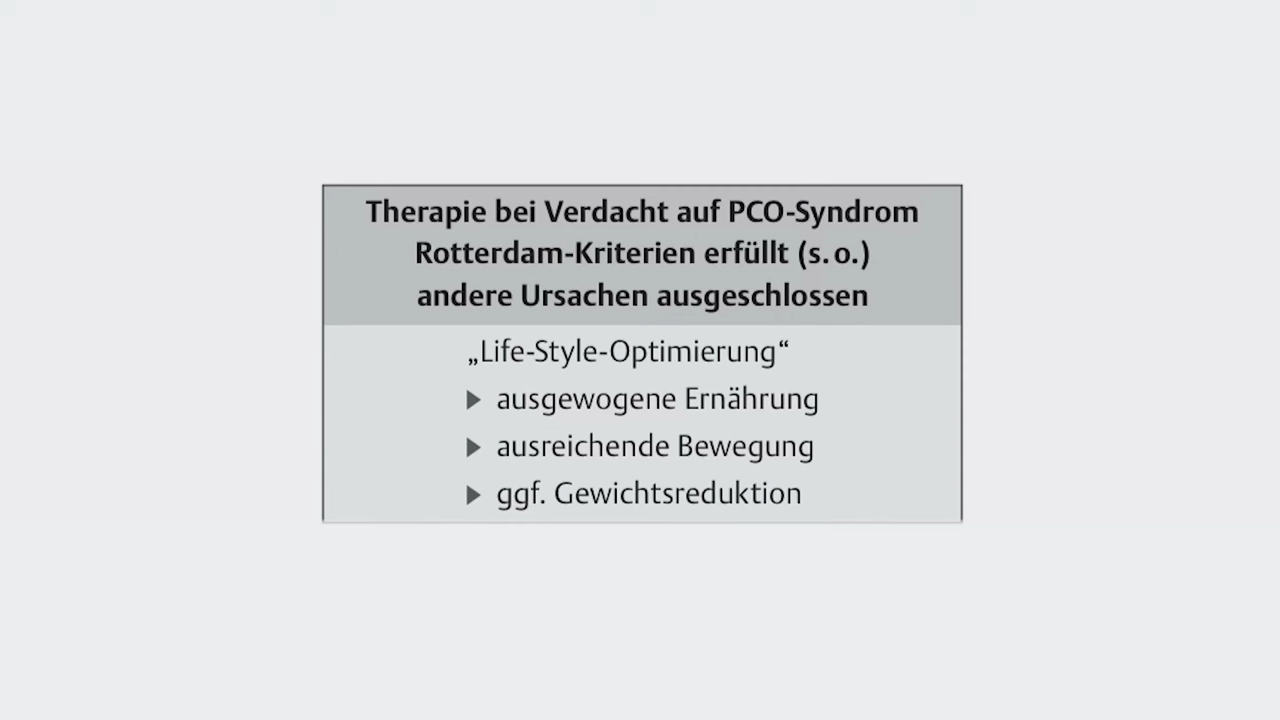 Therapie bei Verdacht auf PCO-Syndrom
Rotterdam-Kriterien erfüllt (s. o.)
andere Ursachen ausgeschlossen
„Life-Style-Optimierung“
▶ ausgewogene Ernährung
▶ ausreichende Bewegung
▶ ggf. Gewichtsreduktion